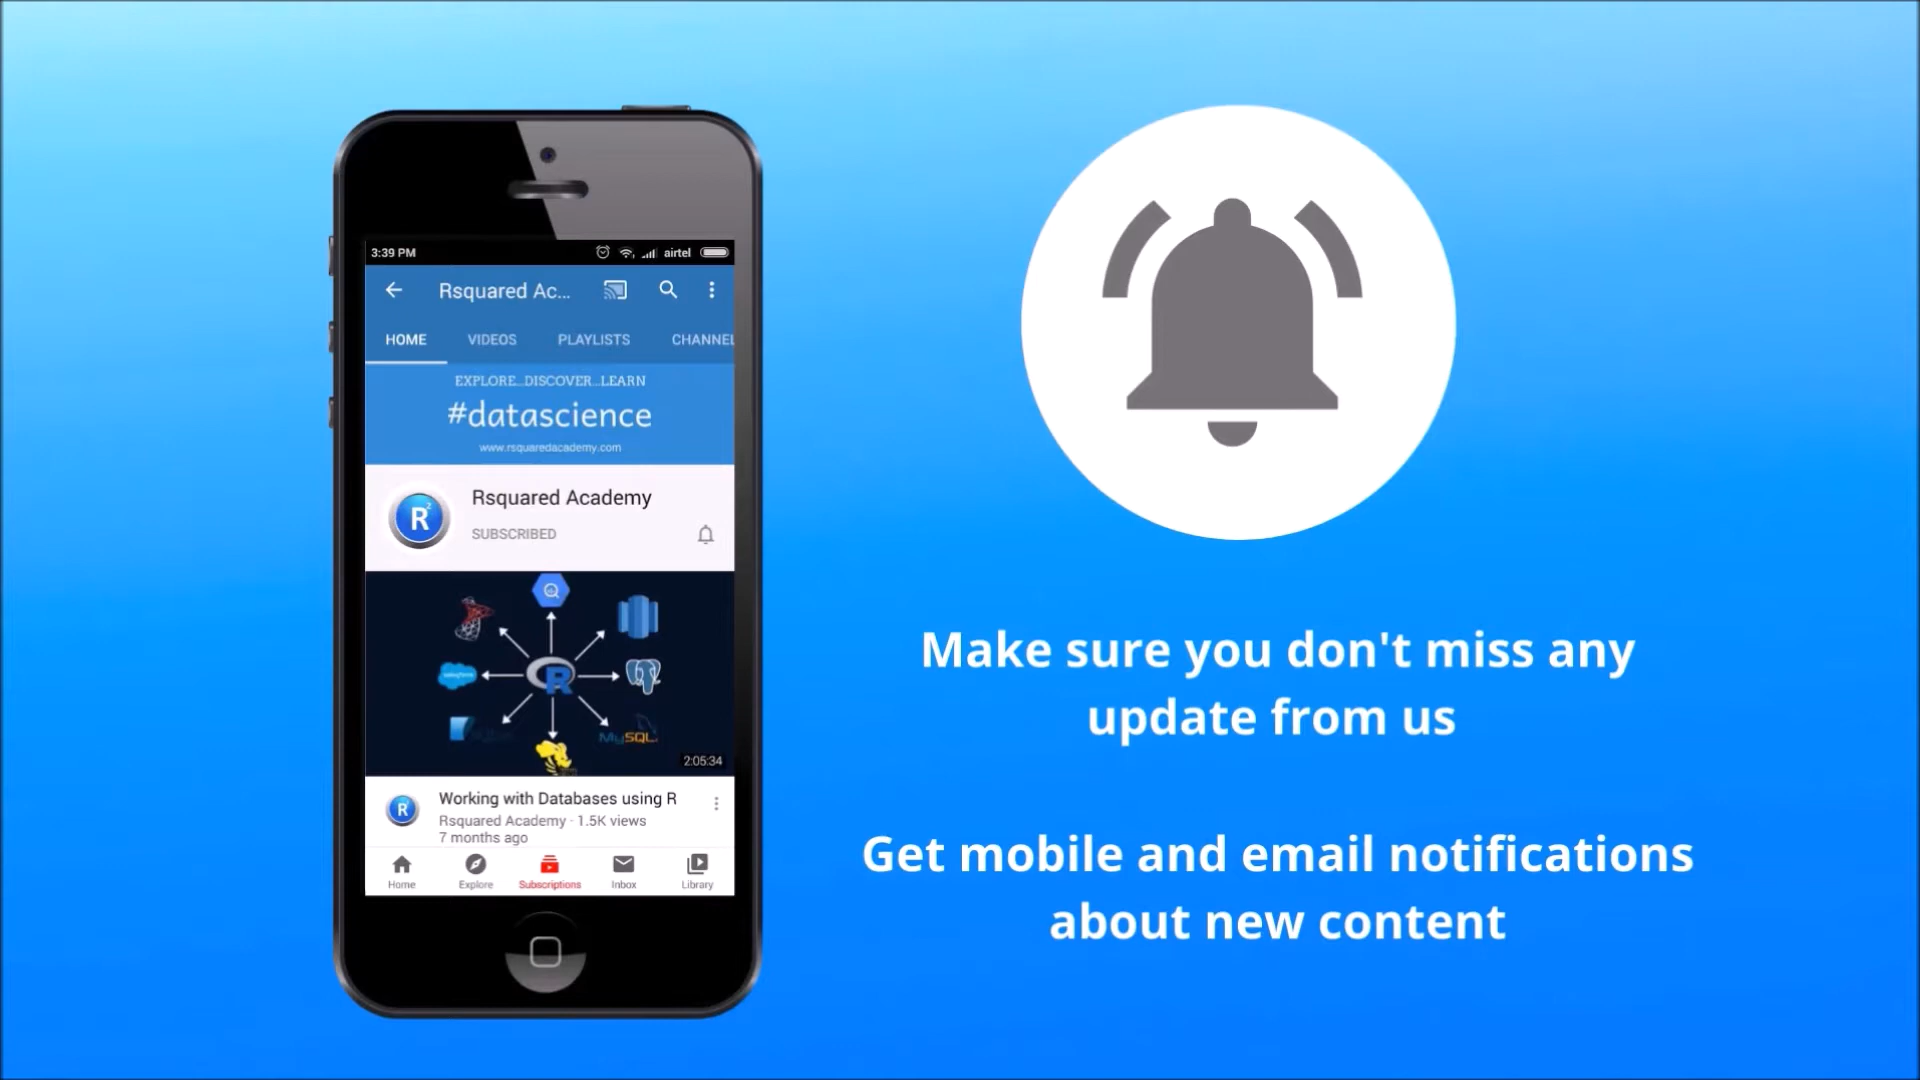 3:39 PM
airtel
Rsquared Ac...
HOME
VIDEOS
PLAYLISTS
CHANNEL
EXPLORE...DISCOVER...LEARN
#datascience
www.rsquaredacademy.com
R2
Rsquared Academy
SUBSCRIBED
salesforce
R
MySQL
2:05:34
R
Working with Databases using R
Rsquared Academy · 1.5K views
7 months ago
Home
Explore
Subscriptions
Inbox
Library
Make sure you don't miss any
update from us
Get mobile and email notifications
about new content